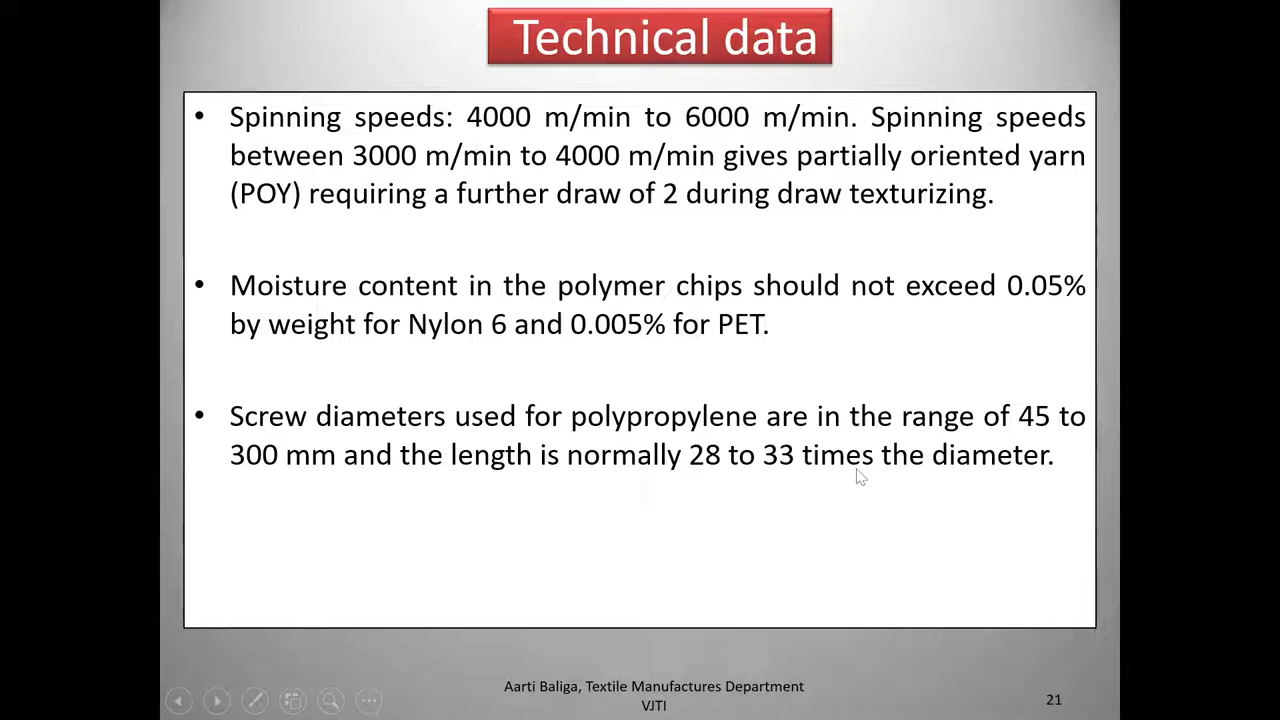 Technical data
• Spinning speeds: 4000 m/min to 6000 m/min. Spinning speeds
between 3000 m/min to 4000 m/min gives partially oriented yarn
(POY) requiring a further draw of 2 during draw texturizing.
• Moisture content in the polymer chips should not exceed 0.05%
by weight for Nylon 6 and 0.005% for PET.
• Screw diameters used for polypropylene are in the range of 45 to
300 mm and the length is normally 28 to 33 times the diameter.
Aarti Baliga, Textile Manufactures Department
VJTI
21